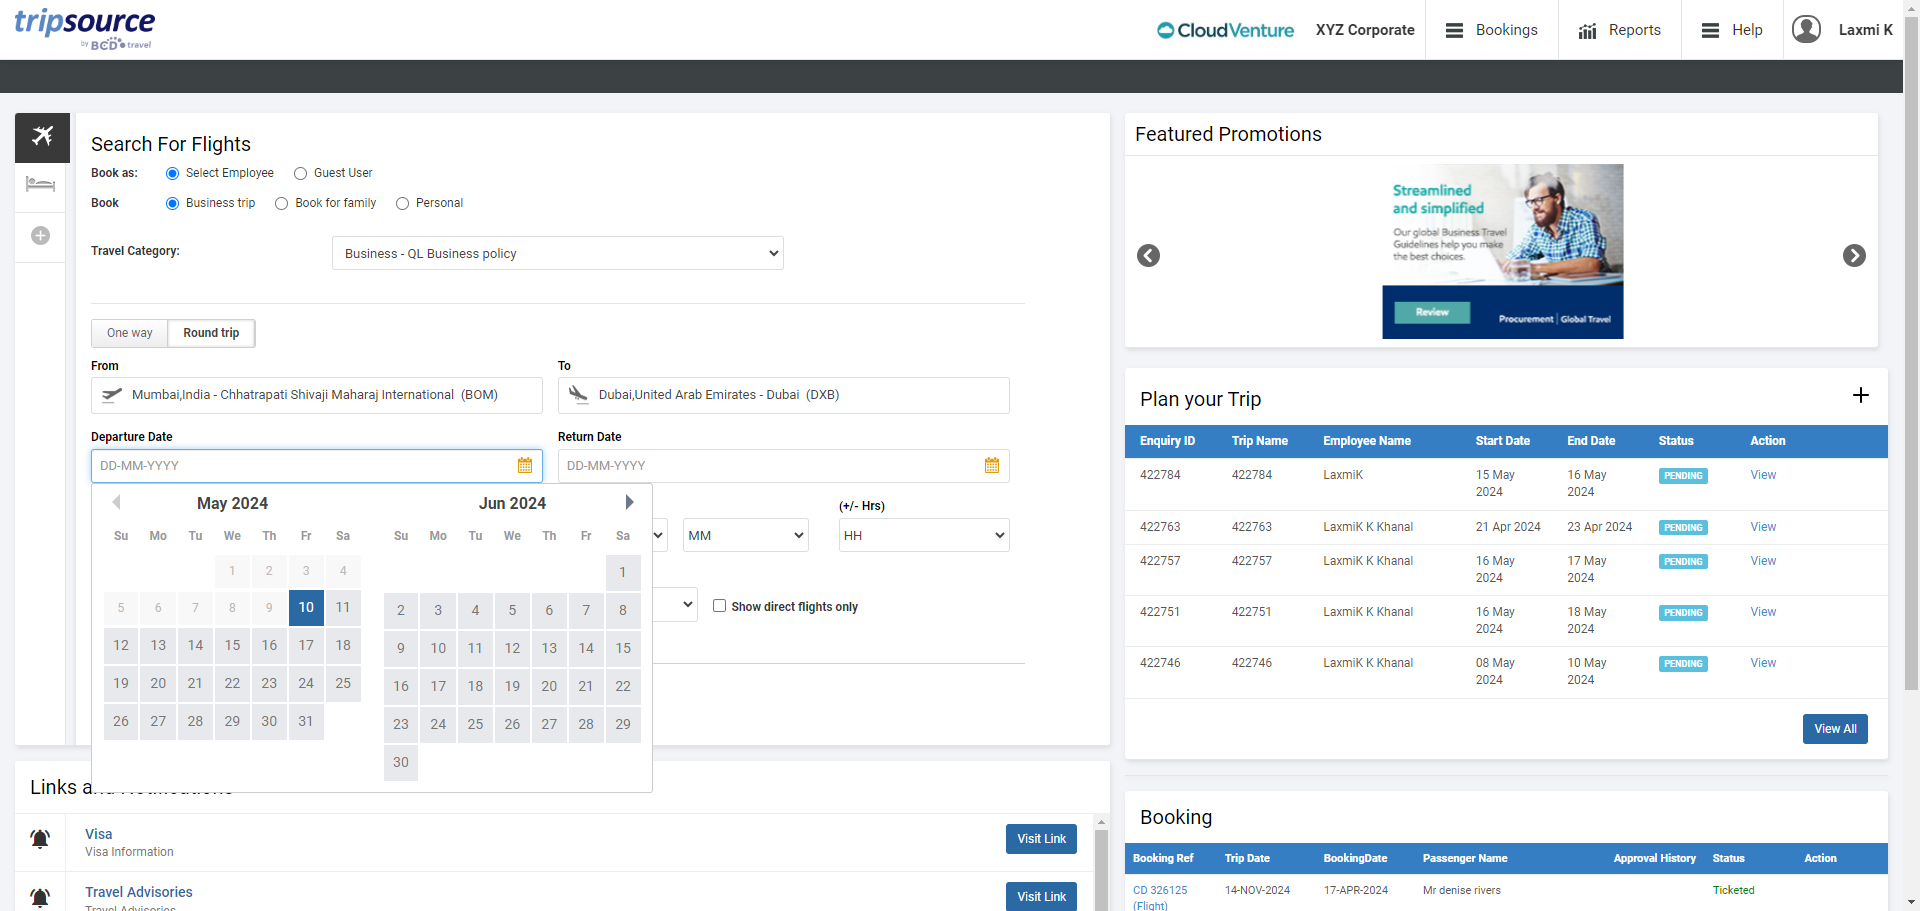 tripsource
by BCD travel
CloudVenture
XYZ Corporate
Bookings
Reports
Help
Laxmi K
Search For Flights
Book as:
Select Employee
Guest User
Book
Business trip
Book for family
Personal
Travel Category:
Business - QL Business policy
One way
Round trip
From
To
Mumbai,India - Chhatrapati Shivaji Maharaj International (BOM)
Dubai,United Arab Emirates - Dubai (DXB)
Departure Date
Return Date
DD-MM-YYYY
DD-MM-YYYY
May 2024
Su Mo Tu We Th Fr Sa
1 2 3 4
5 6 7 8 9 10 11
12 13 14 15 16 17 18
19 20 21 22 23 24 25
26 27 28 29 30 31
Jun 2024
Su Mo Tu We Th Fr Sa
1
2 3 4 5 6 7 8
9 10 11 12 13 14 15
16 17 18 19 20 21 22
23 24 25 26 27 28 29
30
(+/- Hrs)
MM
HH
Show direct flights only
Links and Notifications
Visa
Visa Information
Visit Link
Travel Advisories
Travel Advisories
Visit Link
Featured Promotions
Streamlined
and simplified
Our global Business Travel
Guidelines help you make
the best choices.
Review
Procurement | Global Travel
Plan your Trip
Enquiry ID Trip Name Employee Name Start Date End Date Status Action
422784 422784 LaxmiK 15 May 2024 16 May 2024 PENDING View
422763 422763 LaxmiK K Khanal 21 Apr 2024 23 Apr 2024 PENDING View
422757 422757 LaxmiK K Khanal 16 May 2024 17 May 2024 PENDING View
422751 422751 LaxmiK K Khanal 16 May 2024 18 May 2024 PENDING View
422746 422746 LaxmiK K Khanal 08 May 2024 10 May 2024 PENDING View
View All
Booking
Booking Ref Trip Date BookingDate Passenger Name Approval History Status Action
CD 326125 14-NOV-2024 17-APR-2024 Mr denise rivers Ticketed
(Flight)